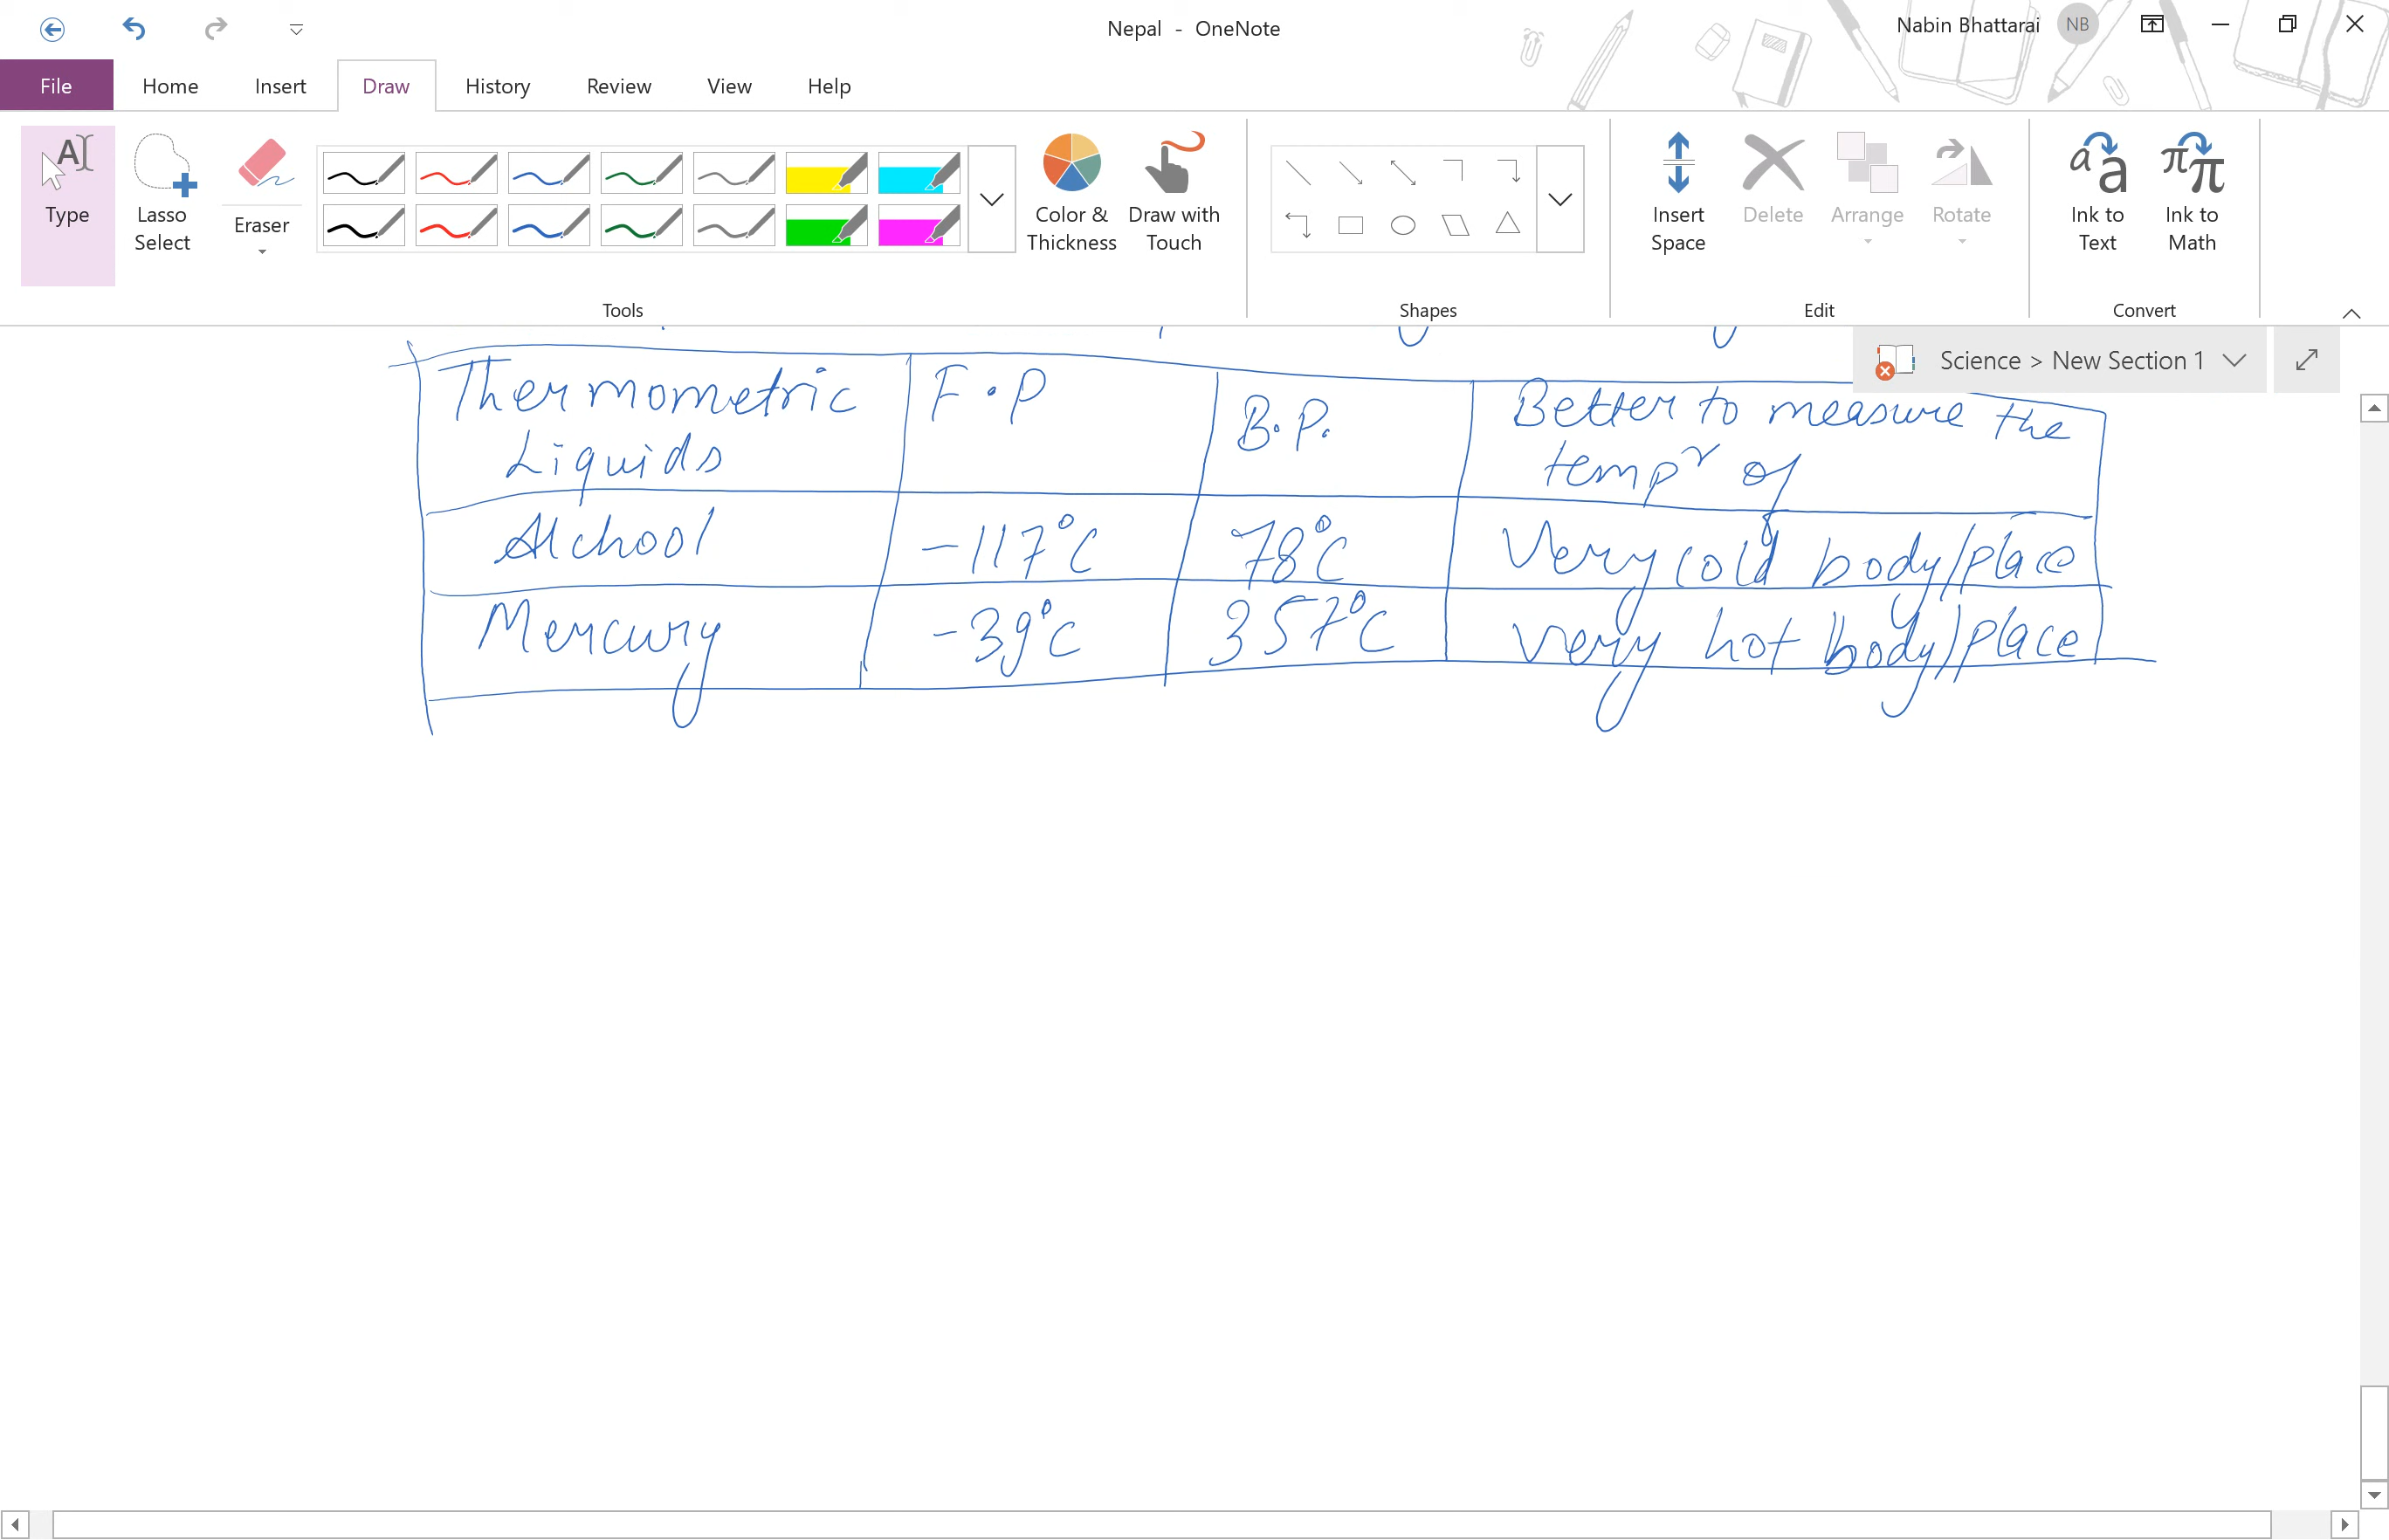 Nepal - OneNote
Nabin Bhattarai NB
File Home Insert Draw History Review View Help
Type
Lasso Select
Eraser
Color & Thickness
Draw with Touch
Insert Space
Delete
Arrange
Rotate
Ink to Text
Ink to Math
Tools
Shapes
Edit
Convert
Science > New Section 1
Thermometric F.P B.P. Better to measure the
Liquids tempr of
Alchool -117°C 78°C Very cold body/place
Mercury -39°C 357°C very hot body/place